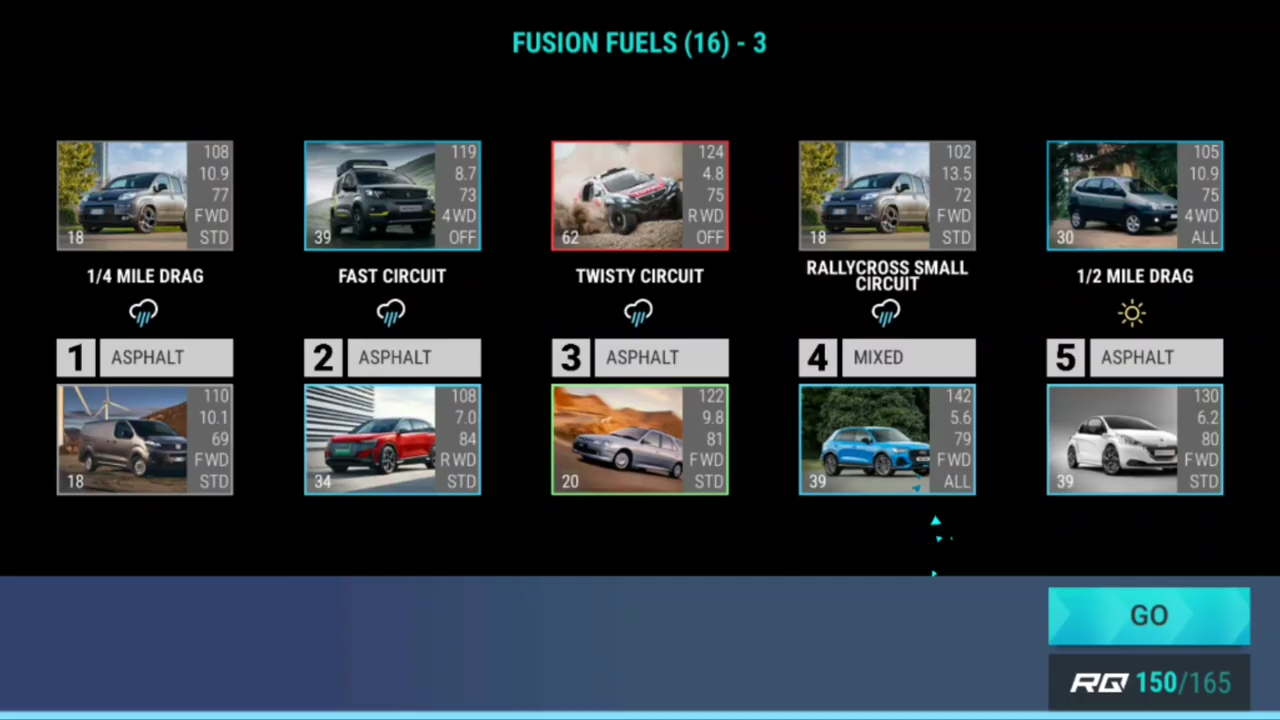 FUSION FUELS (16) - 3
108
10.9
77
FWD
STD
18
119
8.7
73
4WD
OFF
39
124
4.8
75
RWD
OFF
62
102
13.5
72
FWD
STD
18
105
10.9
75
4WD
ALL
30
1/4 MILE DRAG
FAST CIRCUIT
TWISTY CIRCUIT
RALLYCROSS SMALL
CIRCUIT
1/2 MILE DRAG
1 ASPHALT
2 ASPHALT
3 ASPHALT
4 MIXED
5 ASPHALT
110
10.1
69
FWD
STD
18
108
7.0
84
RWD
STD
34
122
9.8
81
FWD
STD
20
142
5.6
79
FWD
ALL
39
130
6.2
80
FWD
STD
39
GO
RQ 150/165